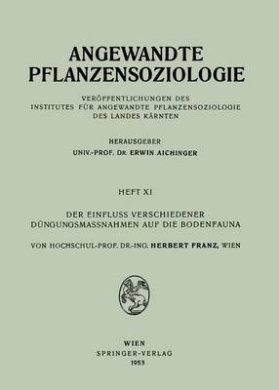 ANGEWANDTE
PFLANZENSOZIOLOGIE
VERÖFFENTLICHUNGEN DES
INSTITUTES FÜR ANGEWANDTE PFLANZENSOZIOLOGIE
DES LANDES KÄRNTEN
HERAUSGEBER
UNIV.-PROF. DR. ERWIN AICHINGER
HEFT XI
DER EINFLUSS VERSCHIEDENER
DÜNGUNGSMASSNAHMEN AUF DIE BODENFAUNA
VON HOCHSCHUL-PROF. DR.-ING. HERBERT FRANZ, WIEN
WIEN
SPRINGER-VERLAG
1953